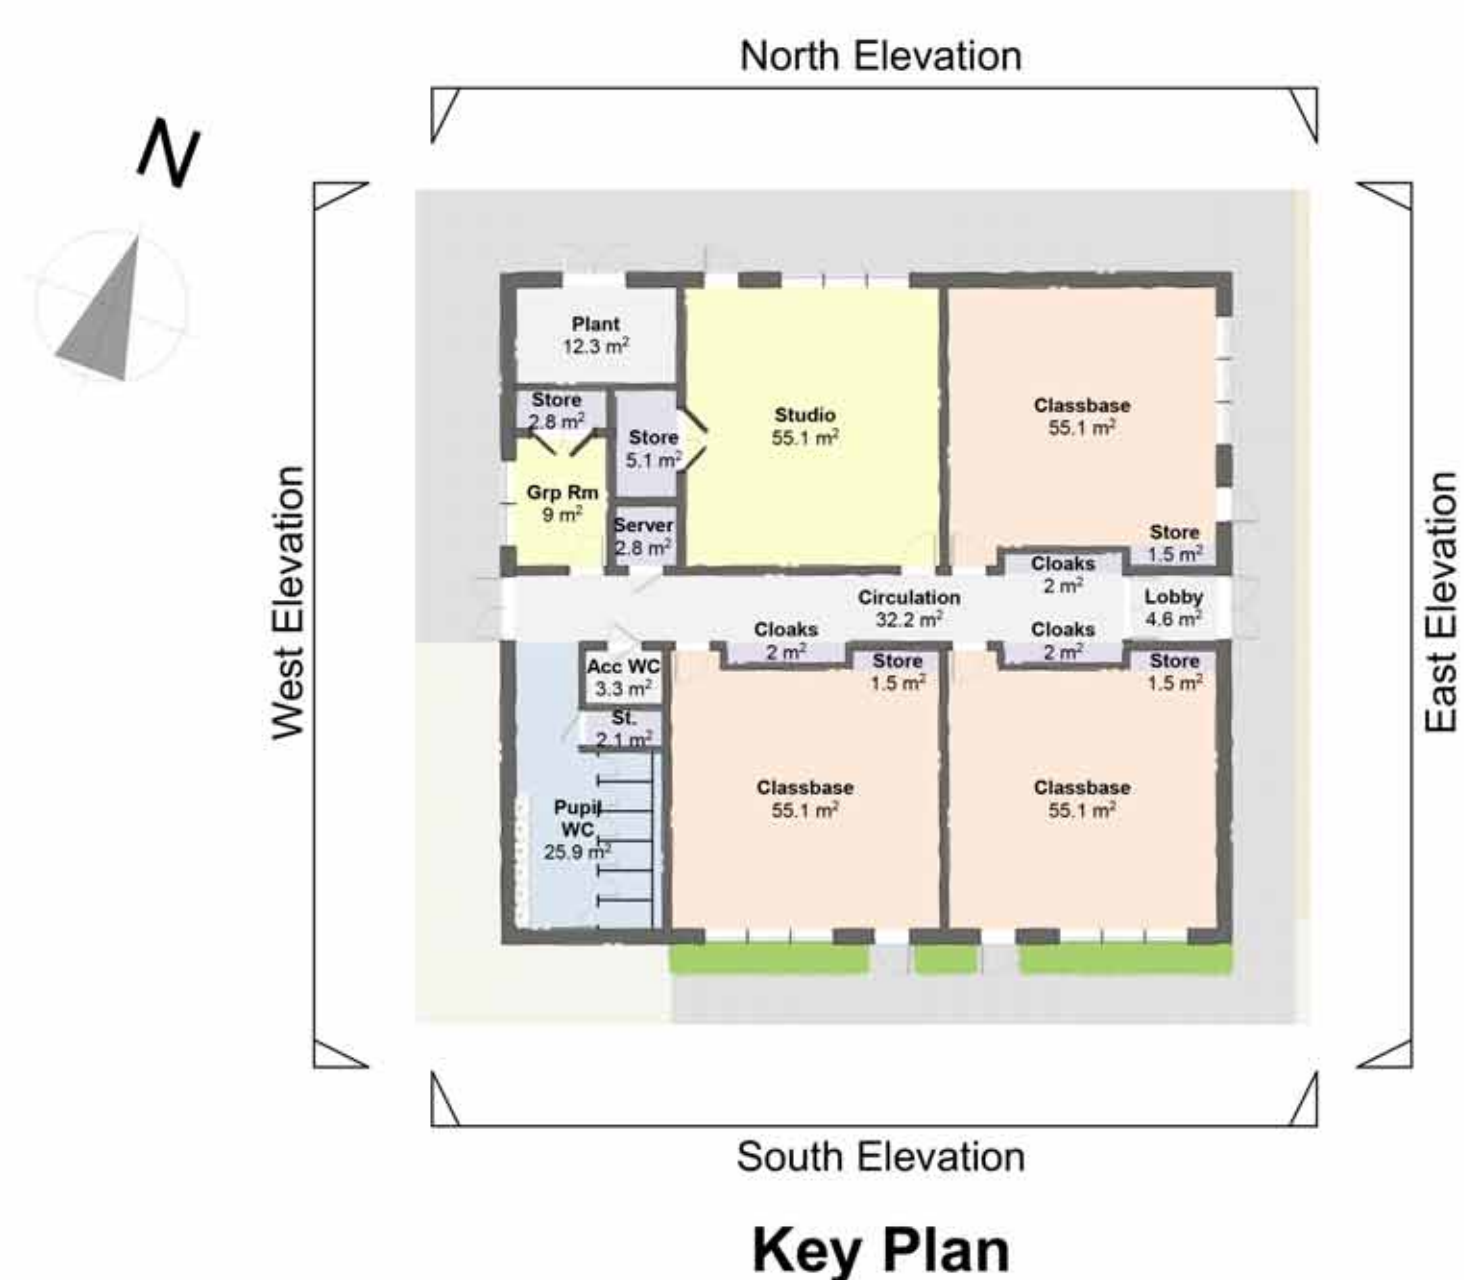 North Elevation
N
West Elevation
East Elevation
Plant
12.3 m²
Store
2.8 m²
Store
5.1 m²
Grp Rm
9 m²
Server
2.8 m²
Studio
55.1 m²
Classbase
55.1 m²
Store
1.5 m²
Cloaks
2 m²
Circulation
32.2 m²
Lobby
4.6 m²
Cloaks
2 m²
Cloaks
2 m²
Store
1.5 m²
Store
1.5 m²
Acc WC
3.3 m²
St.
2.1 m²
Pupil
WC
25.9 m²
Classbase
55.1 m²
Classbase
55.1 m²
South Elevation
Key Plan